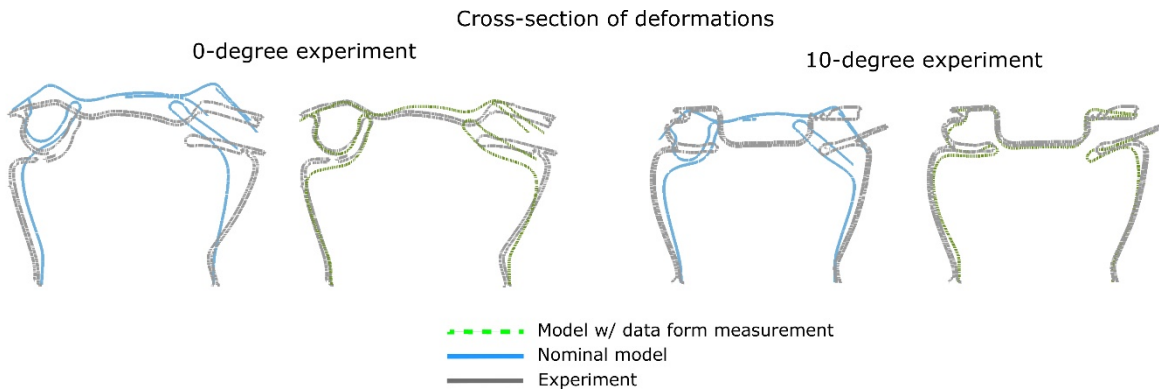 Cross-section of deformations
0-degree experiment
10-degree experiment
Model w/ data form measurement
Nominal model
Experiment